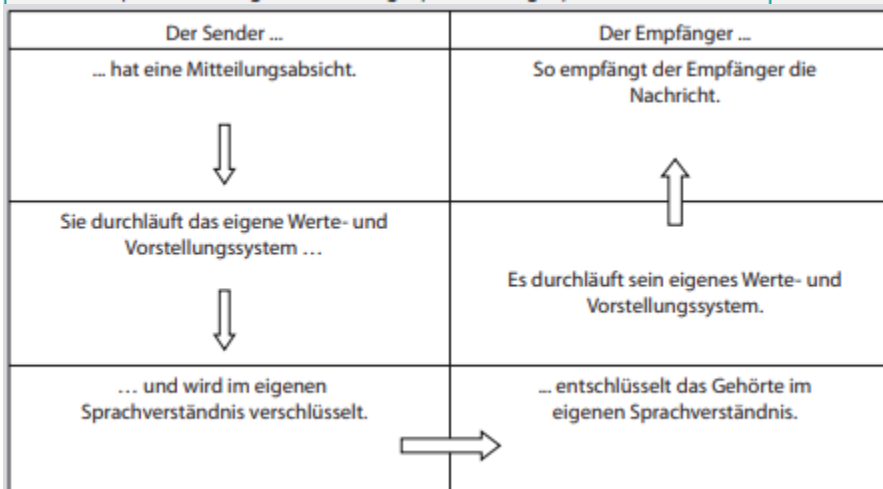 Der Sender ...
Der Empfänger ...
... hat eine Mitteilungsabsicht.
So empfängt der Empfänger die
Nachricht.
Sie durchläuft das eigene Werte- und
Vorstellungssystem …
Es durchläuft sein eigenes Werte- und
Vorstellungssystem.
… und wird im eigenen
Sprachverständnis verschlüsselt.
... entschlüsselt das Gehörte im
eigenen Sprachverständnis.